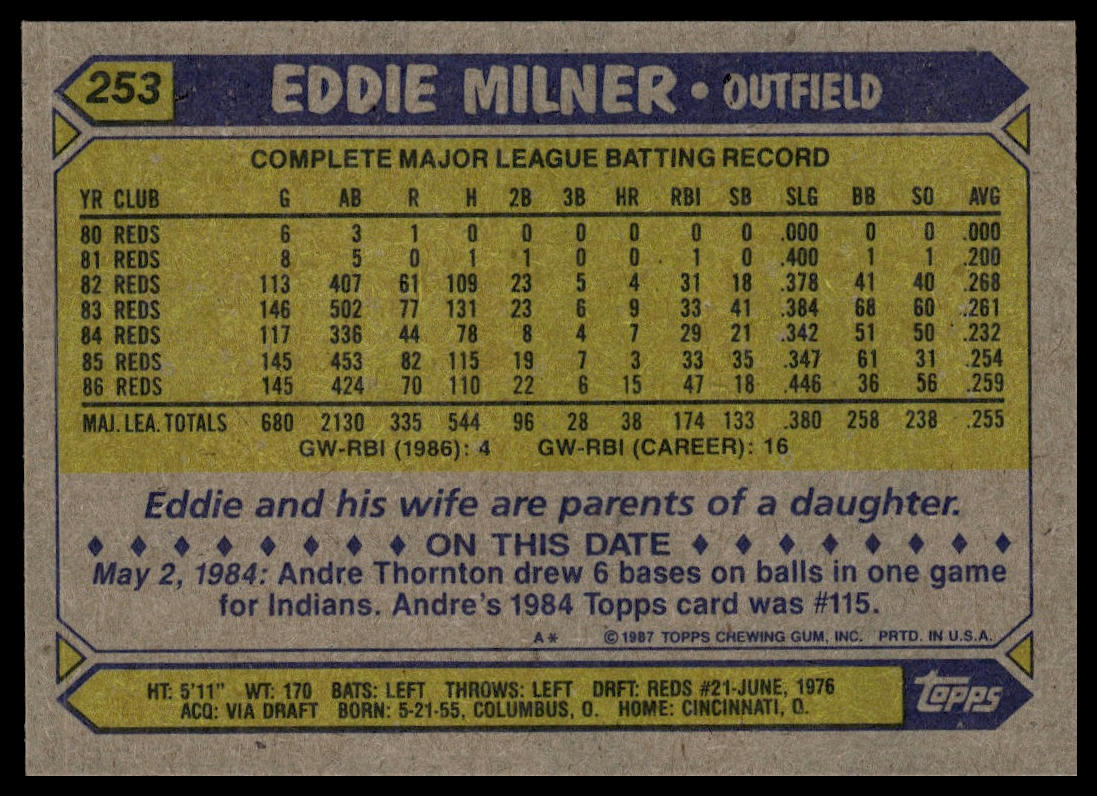 253 EDDIE MILNER • OUTFIELD
COMPLETE MAJOR LEAGUE BATTING RECORD
YR CLUB G AB R H 2B 3B HR RBI SB SLG BB SO AVG
80 REDS 6 3 1 0 0 0 0 0 0 .000 0 0 .000
81 REDS 8 5 0 1 1 0 0 1 0 .400 1 1 .200
82 REDS 113 407 61 109 23 5 4 31 18 .378 41 40 .268
83 REDS 146 502 77 131 23 6 9 33 41 .384 68 60 .261
84 REDS 117 336 44 78 8 4 7 29 21 .342 51 50 .232
85 REDS 145 453 82 115 19 7 3 33 35 .347 61 31 .254
86 REDS 145 424 70 110 22 6 15 47 18 .446 36 56 .259
MAJ. LEA. TOTALS 680 2130 335 544 96 28 38 174 133 .380 258 238 .255
GW-RBI (1986): 4 GW-RBI (CAREER): 16
Eddie and his wife are parents of a daughter.
ON THIS DATE
May 2, 1984: Andre Thornton drew 6 bases on balls in one game
for Indians. Andre's 1984 Topps card was #115.
A* © 1987 TOPPS CHEWING GUM, INC. PRTD. IN U.S.A.
HT: 5'11" WT: 170 BATS: LEFT THROWS: LEFT DRFT: REDS #21-JUNE, 1976
ACQ: VIA DRAFT BORN: 5-21-55, COLUMBUS, O. HOME: CINCINNATI, O.
Topps